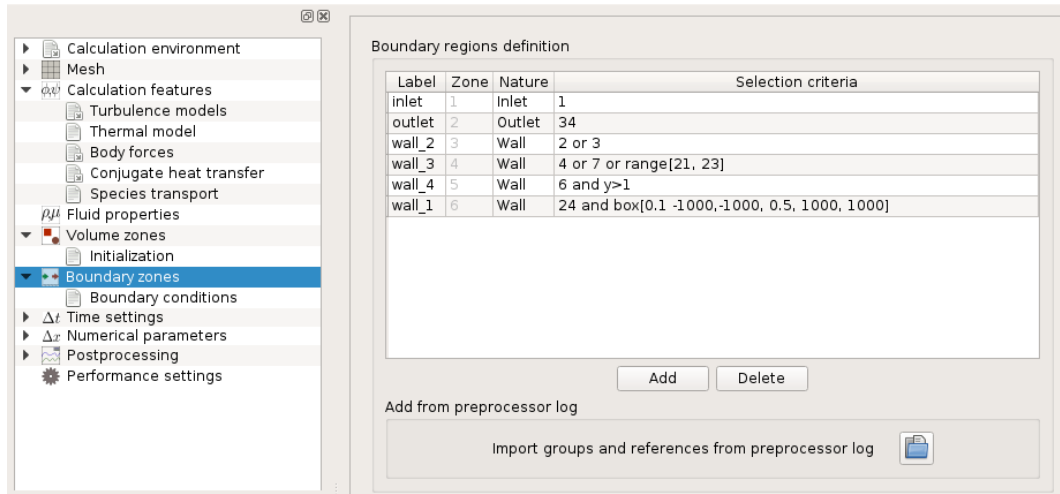 Calculation environment
Mesh
Calculation features
Turbulence models
Thermal model
Body forces
Conjugate heat transfer
Species transport
ρ,μ Fluid properties
Volume zones
Initialization
Boundary zones
Boundary conditions
Δt Time settings
Δx Numerical parameters
Postprocessing
Performance settings
Boundary regions definition
Label Zone Nature Selection criteria
inlet 1 Inlet 1
outlet 2 Outlet 34
wall_2 3 Wall 2 or 3
wall_3 4 Wall 4 or 7 or range[21, 23]
wall_4 5 Wall 6 and y>1
wall_1 6 Wall 24 and box[0.1 -1000,-1000, 0.5, 1000, 1000]
Add Delete
Add from preprocessor log
Import groups and references from preprocessor log